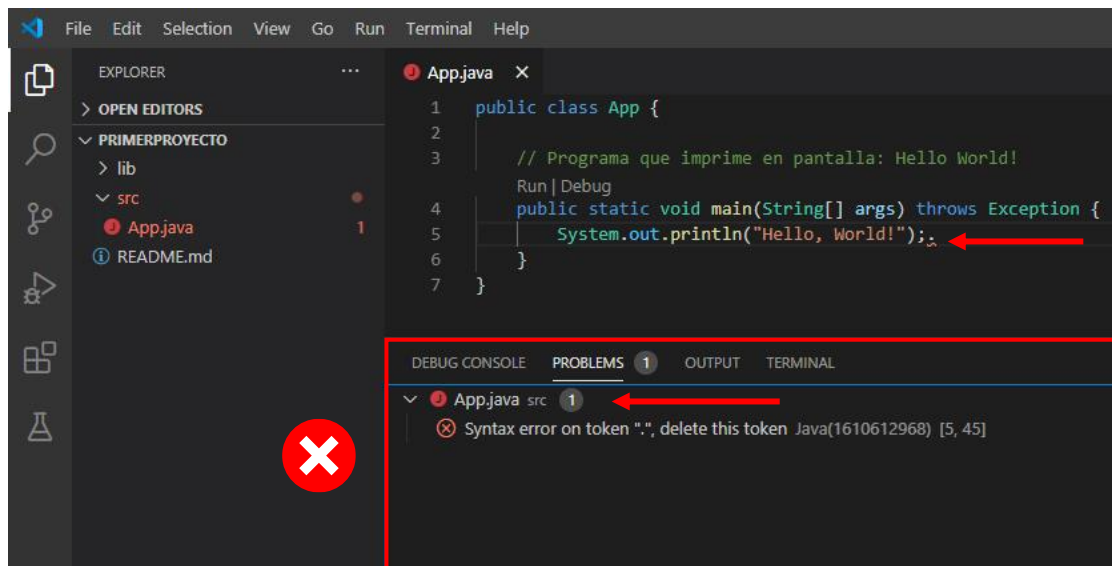 File Edit Selection View Go Run Terminal Help
EXPLORER ···
OPEN EDITORS
PRIMERPROYECTO
lib
src
App.java 1
README.md
App.java
1 public class App {
2
3 // Programa que imprime en pantalla: Hello World!
Run | Debug
4 public static void main(String[] args) throws Exception {
5 System.out.println("Hello, World!");.
6 }
7 }
DEBUG CONSOLE PROBLEMS 1 OUTPUT TERMINAL
App.java src 1
Syntax error on token ".", delete this token Java(1610612968) [5, 45]